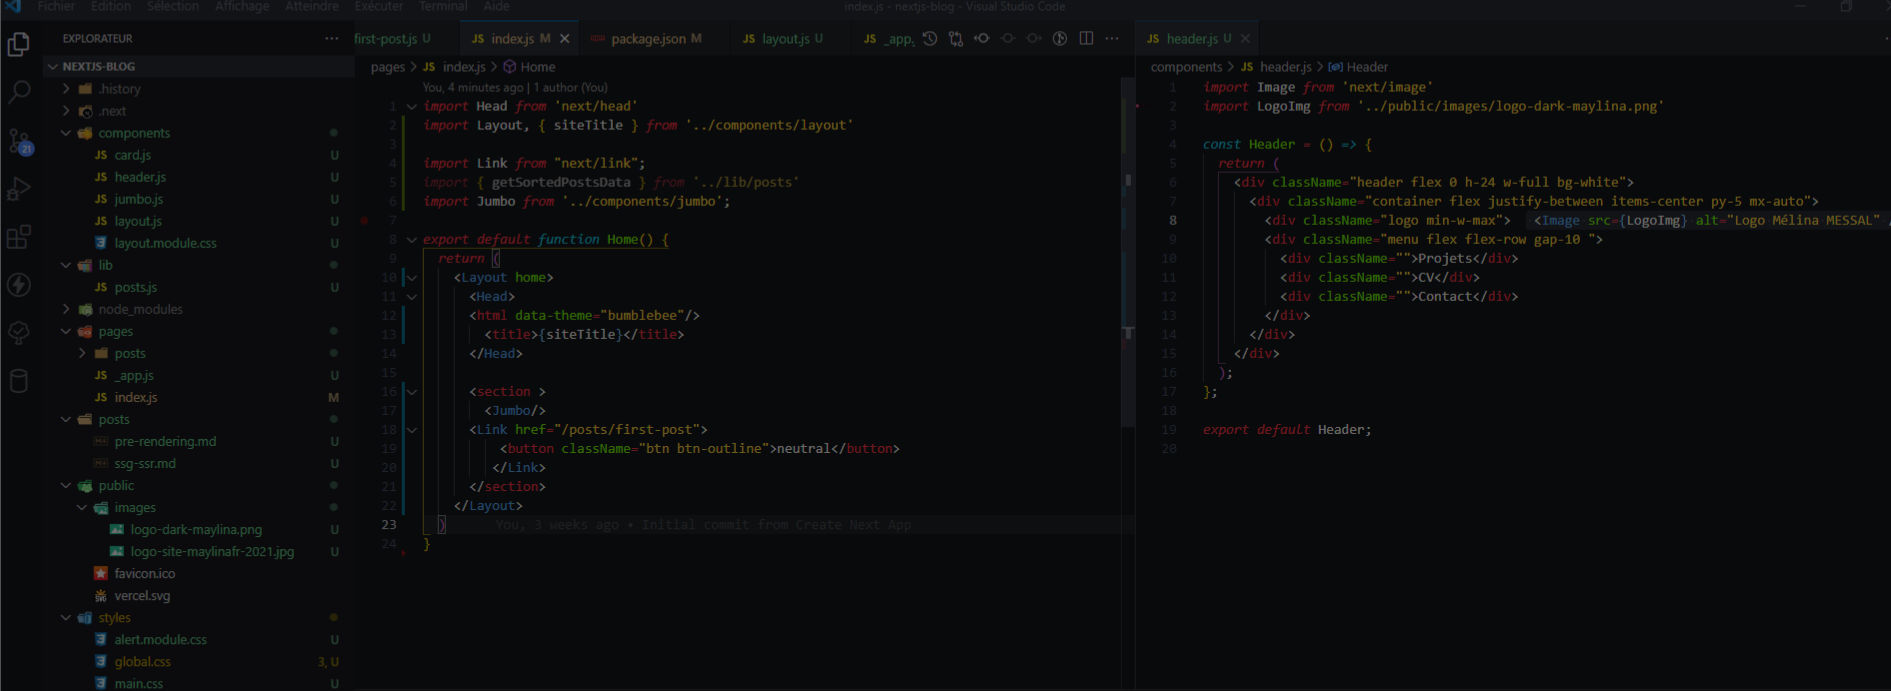 Fichier Edition Sélection Affichage Atteindre Exécuter Terminal Aide
index.js - nextjs-blog - Visual Studio Code
EXPLORATEUR
NEXTJS-BLOG
.history
.next
components
card.js U
header.js U
jumbo.js U
layout.js U
layout.module.css U
lib
posts.js U
node_modules
pages
posts
_app.js U
index.js M
posts
pre-rendering.md U
ssg-ssr.md U
public
images
logo-dark-maylina.png U
logo-site-maylinafr-2021.jpg U
favicon.ico
vercel.svg
styles
alert.module.css U
global.css 3, U
main.css U
21
first-post.js U
JS index.js M
package.json M
JS layout.js U
JS _app.
pages > JS index.js > Home
You, 4 minutes ago | 1 author (You)
1 import Head from 'next/head'
2 import Layout, { siteTitle } from '../components/layout'
3
4 import Link from "next/link";
5 import { getSortedPostsData } from '../lib/posts'
6 import Jumbo from '../components/jumbo';
7
8 export default function Home() {
9 return (
10 <Layout home>
11 <Head>
12 <html data-theme="bumblebee"/>
13 <title>{siteTitle}</title>
14 </Head>
15
16 <section >
17 <Jumbo/>
18 <Link href="/posts/first-post">
19 <button className="btn btn-outline">neutral</button>
20 </Link>
21 </section>
22 </Layout>
23 ) You, 3 weeks ago • Initial commit from Create Next App
24 }
JS header.js U
components > JS header.js > Header
1 import Image from 'next/image'
2 import LogoImg from '../public/images/logo-dark-maylina.png'
3
4 const Header = () => {
5 return (
6 <div className="header flex 0 h-24 w-full bg-white">
7 <div className="container flex justify-between items-center py-5 mx-auto">
8 <div className="logo min-w-max"> <Image src={LogoImg} alt="Logo Mélina MESSAL" /
9 <div className="menu flex flex-row gap-10 ">
10 <div className="">Projets</div>
11 <div className="">CV</div>
12 <div className="">Contact</div>
13 </div>
14 </div>
15 </div>
16 );
17 };
18
19 export default Header;
20